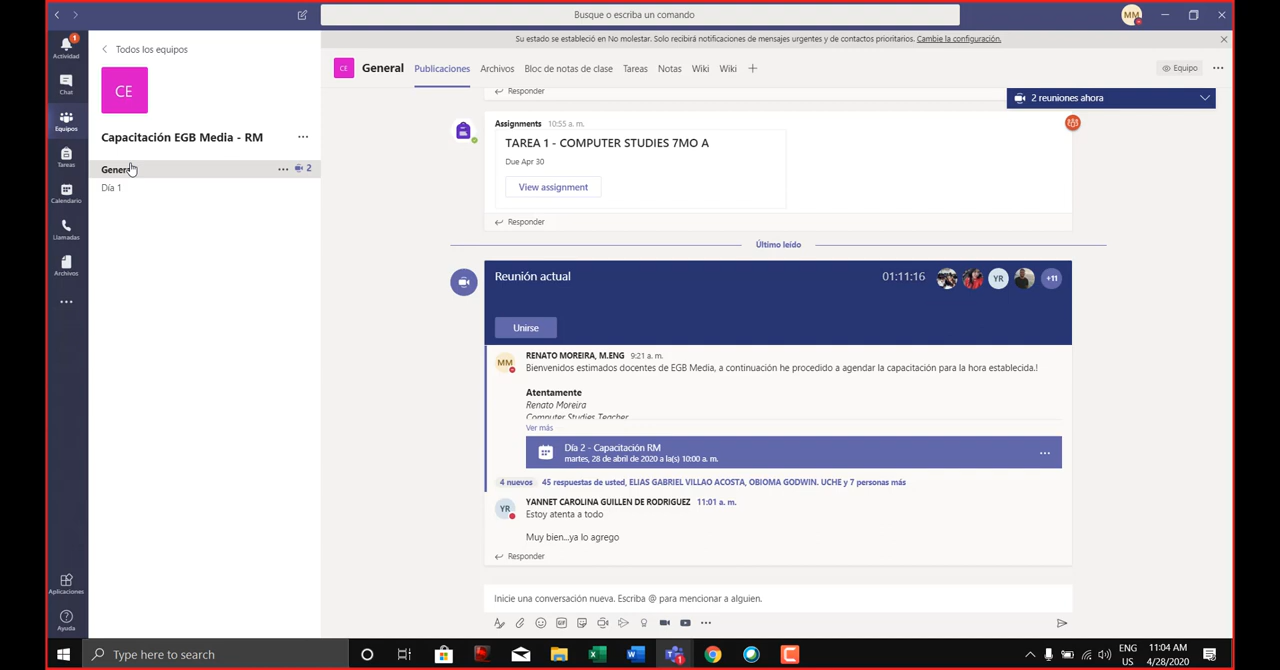 Busque o escriba un comando
MM
1
Actividad
Chat
Equipos
Tareas
Calendario
Llamadas
Archivos
Aplicaciones
Ayuda
Todos los equipos
CE
Capacitación EGB Media - RM
General
2
Día 1
Su estado se estableció en No molestar. Solo recibirá notificaciones de mensajes urgentes y de contactos prioritarios. Cambie la configuración.
CE General Publicaciones Archivos Bloc de notas de clase Tareas Notas Wiki Wiki
Equipo
Responder
2 reuniones ahora
Assignments 10:55 a. m.
TAREA 1 - COMPUTER STUDIES 7MO A
Due Apr 30
View assignment
Responder
Último leído
Reunión actual 01:11:16 YR +11
Unirse
MM RENATO MOREIRA, M.ENG 9:21 a. m.
Bienvenidos estimados docentes de EGB Media, a continuación he procedido a agendar la capacitación para la hora establecida.!
Atentamente
Renato Moreira
Computer Studies Teacher
Ver más
Día 2 - Capacitación RM
martes, 28 de abril de 2020 a la(s) 10:00 a. m.
4 nuevos 45 respuestas de usted, ELIAS GABRIEL VILLAO ACOSTA, OBIOMA GODWIN. UCHE y 7 personas más
YR YANNET CAROLINA GUILLEN DE RODRIGUEZ 11:01 a. m.
Estoy atenta a todo
Muy bien...ya lo agrego
Responder
Inicie una conversación nueva. Escriba @ para mencionar a alguien.
GIF
Type here to search
1
ENG
US
11:04 AM
4/28/2020